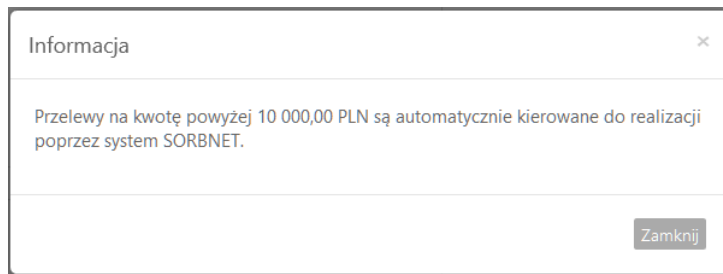 Informacja
×
Przelewy na kwotę powyżej 10 000,00 PLN są automatycznie kierowane do realizacji
poprzez system SORBNET.
Zamknij